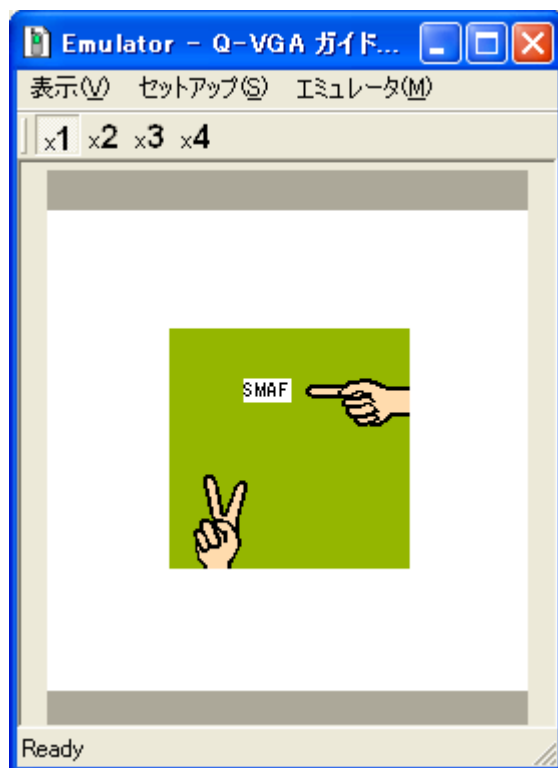 Emulator - Q-VGA ガイド...
表示(V) セットアップ(S) エミュレータ(M)
x1 x2 x3 x4
SMAF
Ready